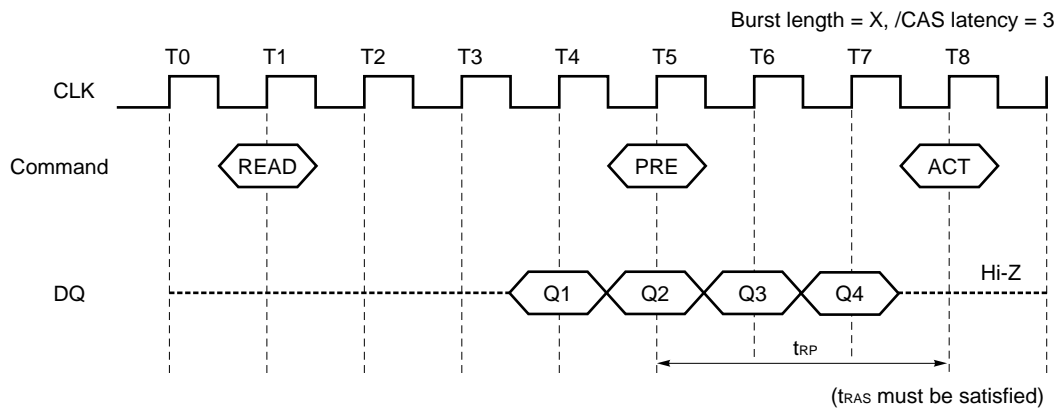 Burst length = X, /CAS latency = 3
T0 T1 T2 T3 T4 T5 T6 T7 T8
CLK
Command READ PRE ACT
Hi-Z
DQ Q1 Q2 Q3 Q4
tRP
(tRAS must be satisfied)